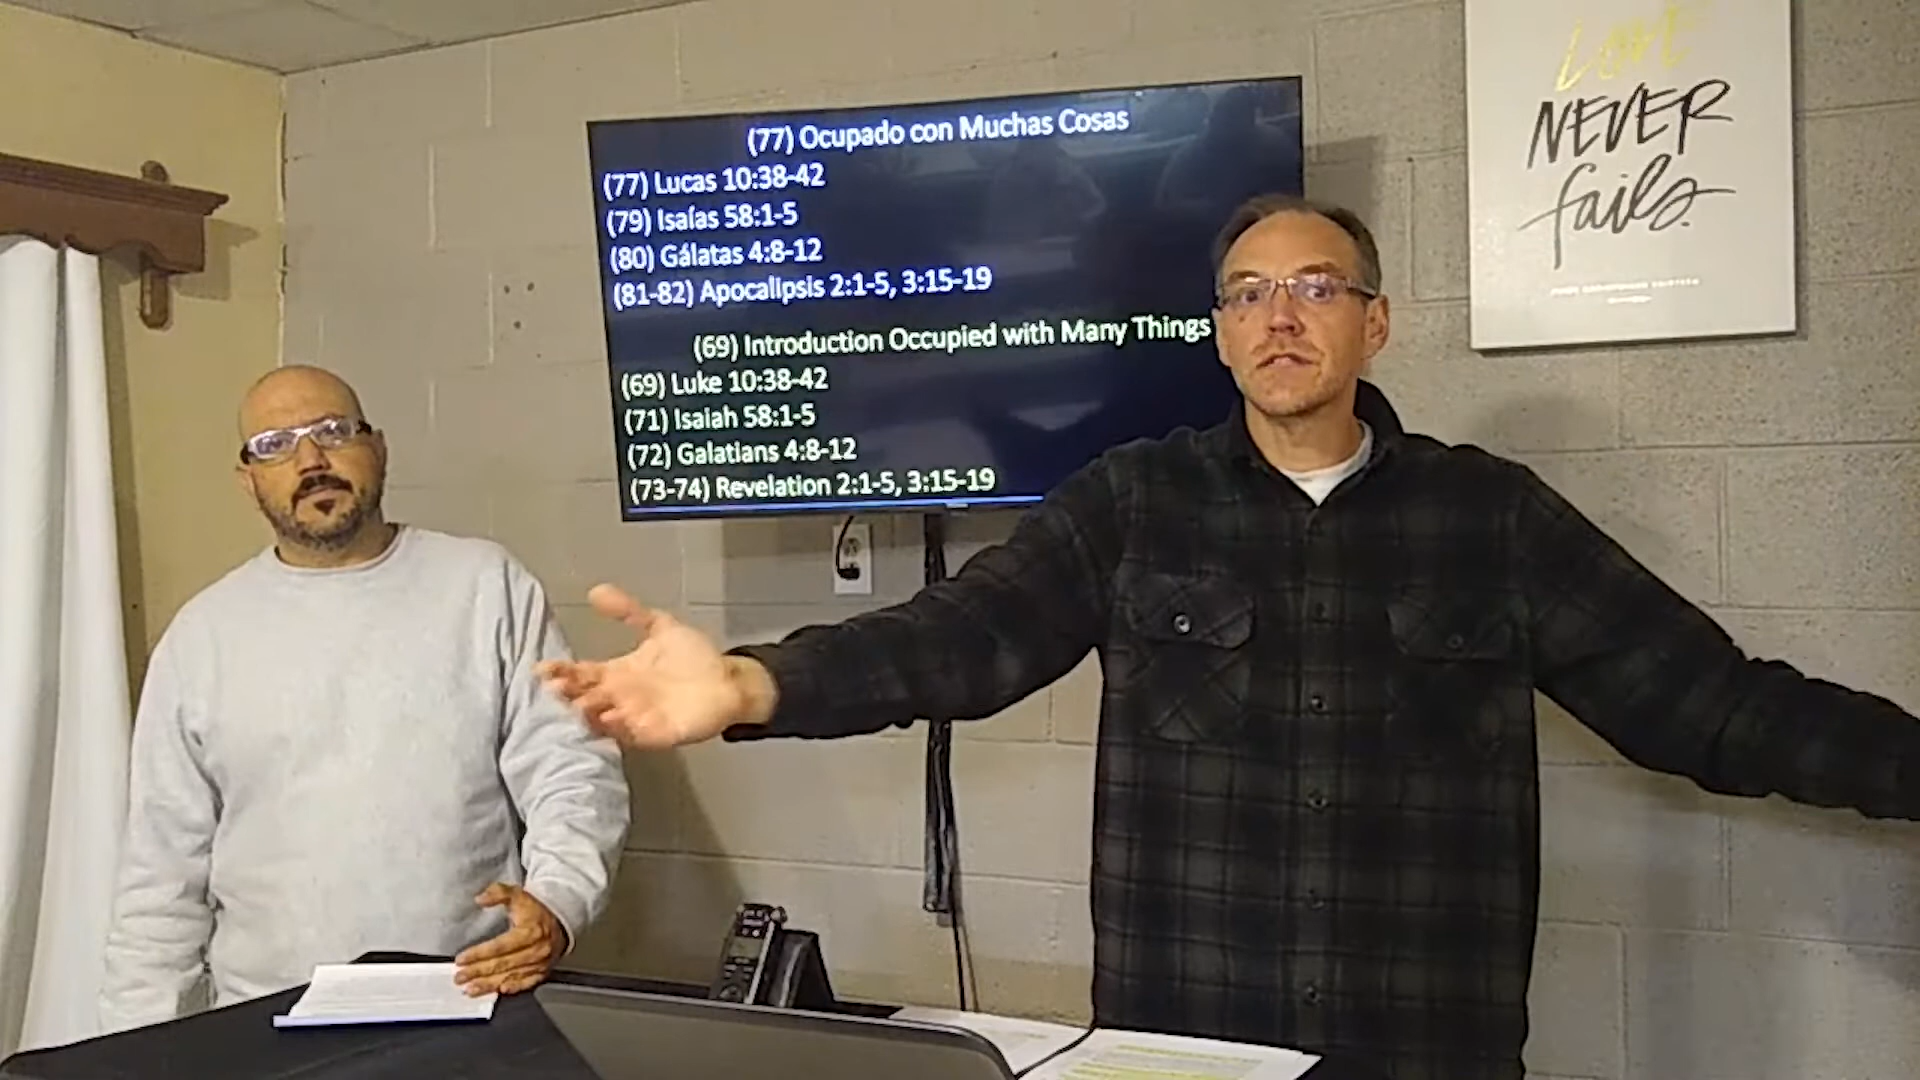 (77) Ocupado con Muchas Cosas
(77) Lucas 10:38-42
(79) Isaías 58:1-5
(80) Gálatas 4:8-12
(81-82) Apocalipsis 2:1-5, 3:15-19
(69) Introduction Occupied with Many Things
(69) Luke 10:38-42
(71) Isaiah 58:1-5
(72) Galatians 4:8-12
(73-74) Revelation 2:1-5, 3:15-19
LOVE
NEVER
fails.